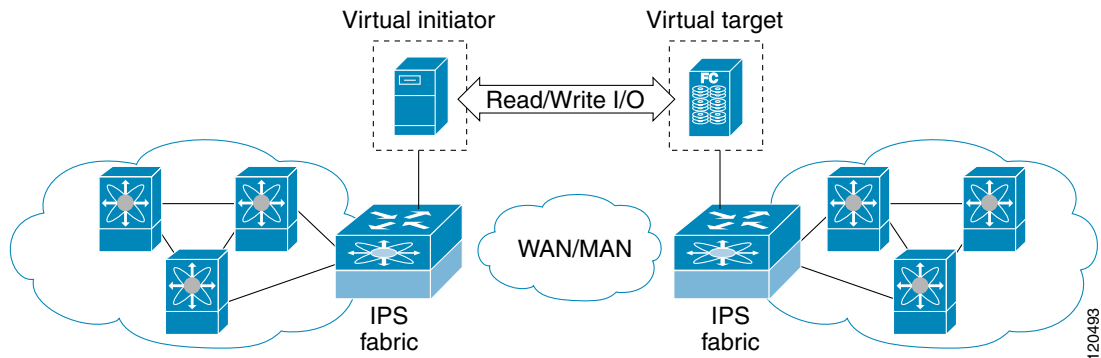 Virtual initiator
Virtual target
FC
Read/Write I/O
WAN/MAN
IPS
fabric
IPS
fabric
120493